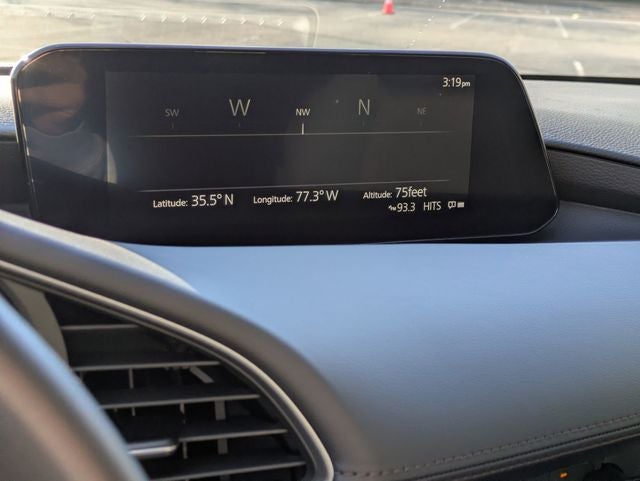 3:19pm
SW W NW N NE
Latitude: 35.5° N Longitude: 77.3° W Altitude: 75feet
93.3 HITS